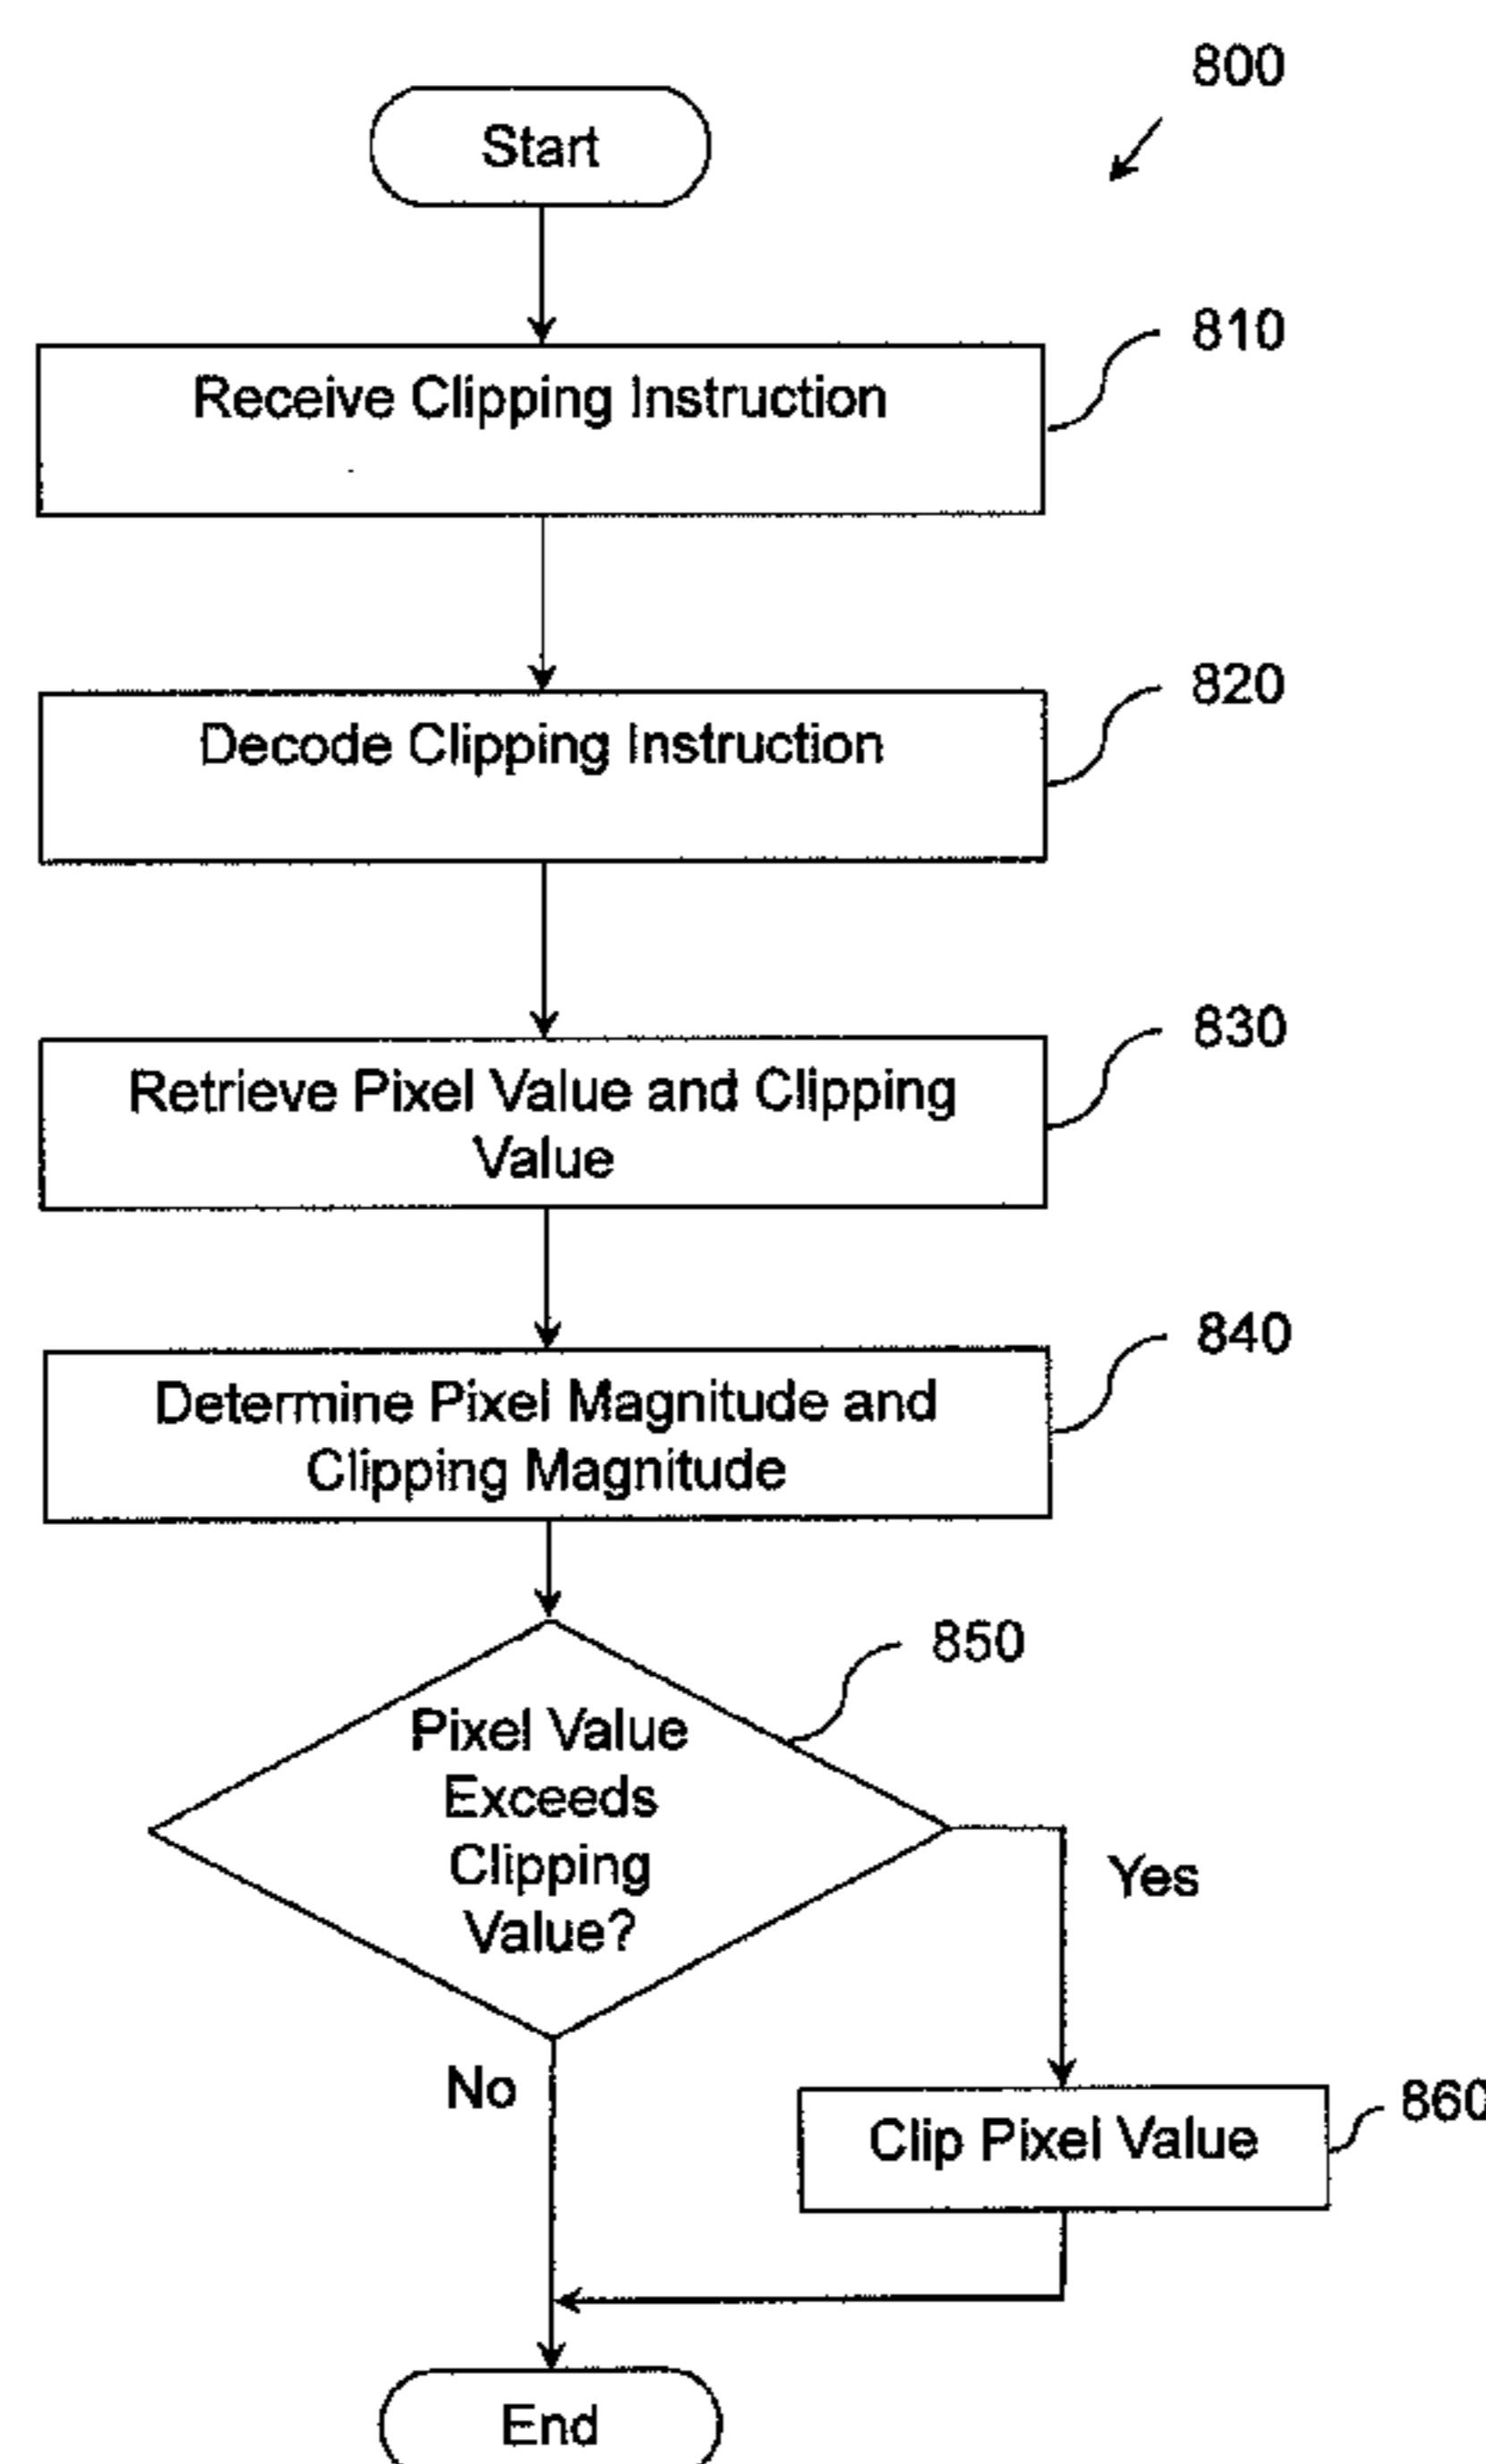 800
Start
810
Receive Clipping Instruction
820
Decode Clipping Instruction
830
Retrieve Pixel Value and Clipping
Value
840
Determine Pixel Magnitude and
Clipping Magnitude
850
Pixel Value
Exceeds
Clipping
Value?
Yes
No
860
Clip Pixel Value
End